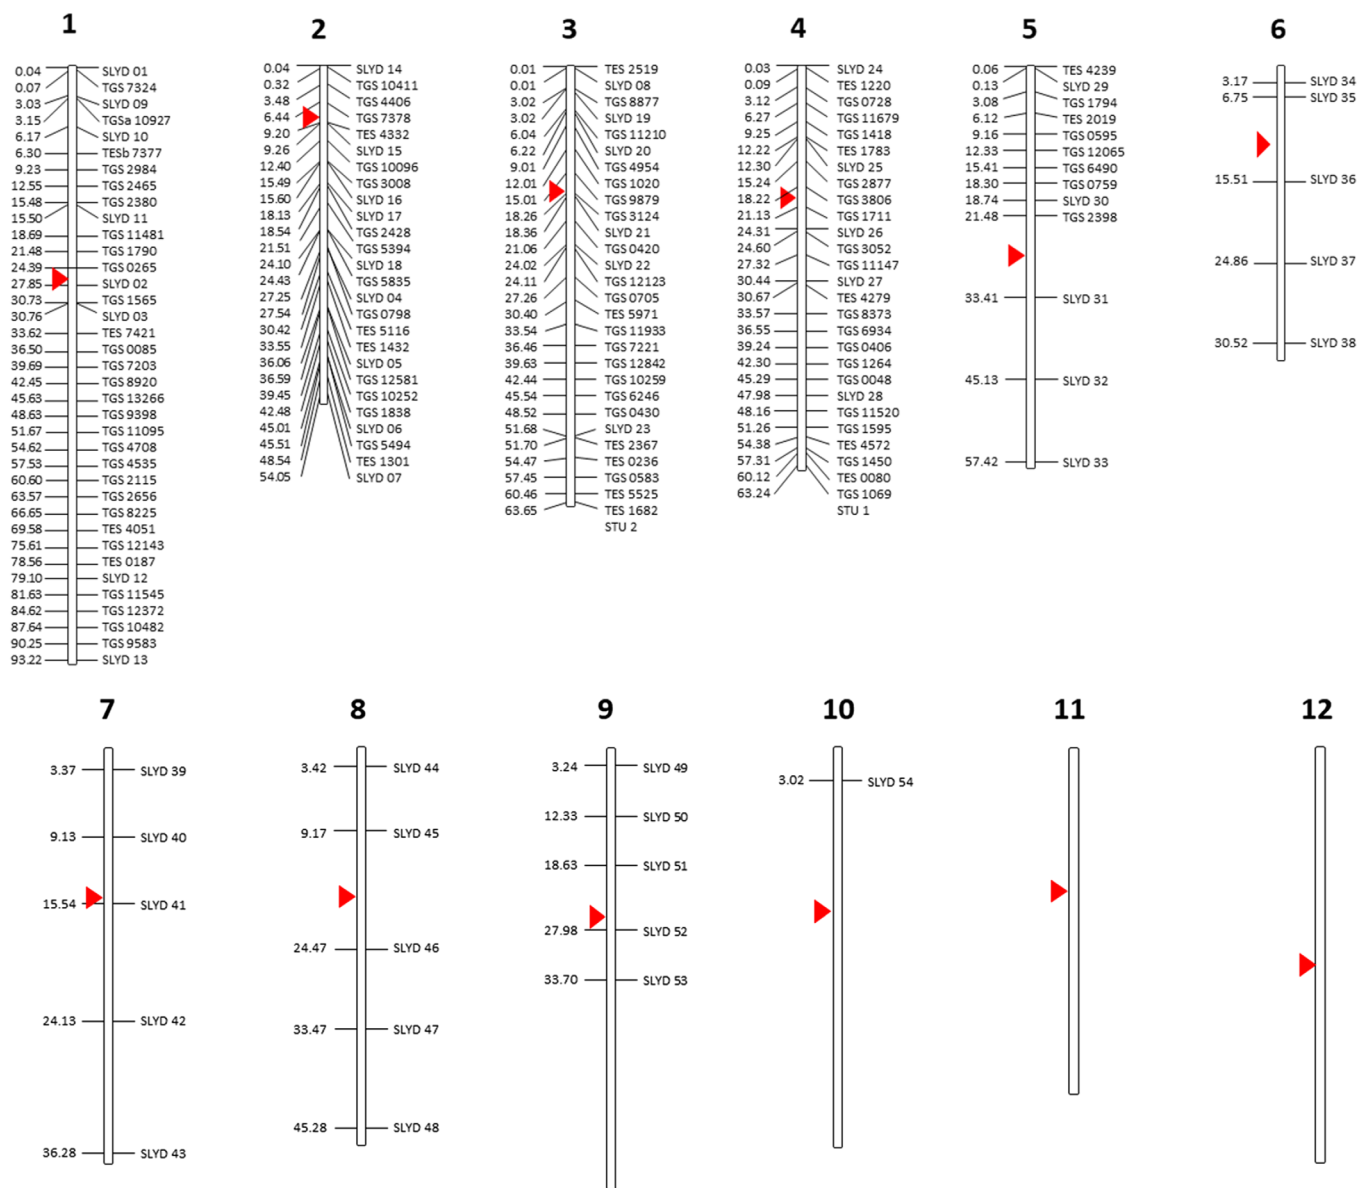 1
0.04 SLYD 01
0.07 TGS 7324
3.03 SLYD 09
3.15 TGSa 10927
6.17 SLYD 10
6.30 TESb 7377
9.23 TGS 2984
12.55 TGS 2465
15.48 TGS 2380
15.50 SLYD 11
18.69 TGS 11481
21.48 TGS 1790
24.39 TGS 0265
27.85 SLYD 02
30.73 TGS 1565
30.76 SLYD 03
33.62 TES 7421
36.50 TGS 0085
39.69 TGS 7203
42.45 TGS 8920
45.63 TGS 13266
48.63 TGS 9398
51.67 TGS 11095
54.62 TGS 4708
57.53 TGS 4535
60.60 TGS 2115
63.57 TGS 2656
66.65 TGS 8225
69.58 TES 4051
75.61 TGS 12143
78.56 TES 0187
79.10 SLYD 12
81.63 TGS 11545
84.62 TGS 12372
87.64 TGS 10482
90.25 TGS 9583
93.22 SLYD 13
2
0.04 SLYD 14
0.32 TGS 10411
3.48 TGS 4406
6.44 TGS 7378
9.20 TES 4332
9.26 SLYD 15
12.40 TGS 10096
15.49 TGS 3008
15.60 SLYD 16
18.13 SLYD 17
18.54 TGS 2428
21.51 TGS 5394
24.10 SLYD 18
24.43 TGS 5835
27.25 SLYD 04
27.54 TGS 0798
30.42 TES 5116
33.55 TES 1432
36.06 SLYD 05
36.59 TGS 12581
39.45 TGS 10252
42.48 TGS 1838
45.01 SLYD 06
45.51 TGS 5494
48.54 TES 1301
54.05 SLYD 07
3
0.01 TES 2519
0.01 SLYD 08
3.02 TGS 8877
3.02 SLYD 19
6.04 TGS 11210
6.22 SLYD 20
9.01 TGS 4954
12.01 TGS 1020
15.01 TGS 9879
18.26 TGS 3124
18.36 SLYD 21
21.06 TGS 0420
24.02 SLYD 22
24.11 TGS 12123
27.26 TGS 0705
30.40 TES 5971
33.54 TGS 11933
36.46 TGS 7221
39.63 TGS 12842
42.44 TGS 10259
45.54 TGS 6246
48.52 TGS 0430
51.68 SLYD 23
51.70 TES 2367
54.47 TES 0236
57.45 TGS 0583
60.46 TES 5525
63.65 TES 1682
STU 2
4
0.03 SLYD 24
0.09 TES 1220
3.12 TGS 0728
6.27 TGS 11679
9.25 TGS 1418
12.22 TES 1783
12.30 SLYD 25
15.24 TGS 2877
18.22 TGS 3806
21.13 TGS 1711
24.31 SLYD 26
24.60 TGS 3052
27.32 TGS 11147
30.44 SLYD 27
30.67 TES 4279
33.57 TGS 8373
36.55 TGS 6934
39.24 TGS 0406
42.30 TGS 1264
45.29 TGS 0048
47.98 SLYD 28
48.16 TGS 11520
51.26 TGS 1595
54.38 TES 4572
57.31 TGS 1450
60.12 TES 0080
63.24 TGS 1069
STU 1
5
0.06 TES 4239
0.13 SLYD 29
3.08 TGS 1794
6.12 TES 2019
9.16 TGS 0595
12.33 TGS 12065
15.41 TGS 6490
18.30 TGS 0759
18.74 SLYD 30
21.48 TGS 2398
33.41 SLYD 31
45.13 SLYD 32
57.42 SLYD 33
6
3.17 SLYD 34
6.75 SLYD 35
15.51 SLYD 36
24.86 SLYD 37
30.52 SLYD 38
7
3.37 SLYD 39
9.13 SLYD 40
15.54 SLYD 41
24.13 SLYD 42
36.28 SLYD 43
8
3.42 SLYD 44
9.17 SLYD 45
24.47 SLYD 46
33.47 SLYD 47
45.28 SLYD 48
9
3.24 SLYD 49
12.33 SLYD 50
18.63 SLYD 51
27.98 SLYD 52
33.70 SLYD 53
10
3.02 SLYD 54
11
12